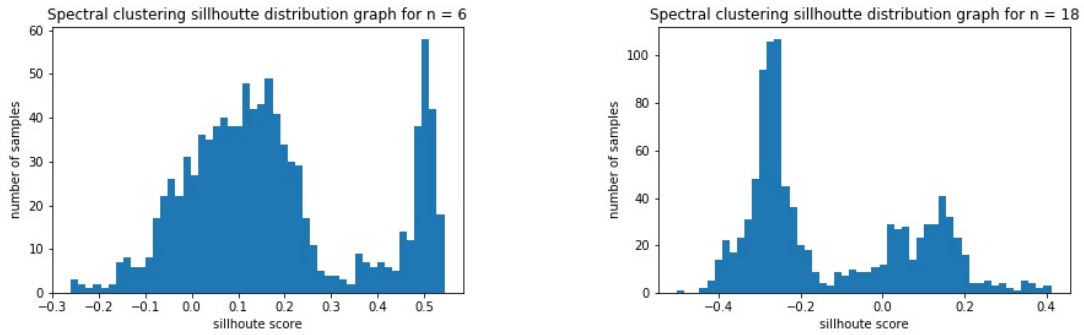 Spectral clustering sillhoutte distribution graph for n = 6
60
50
40
30
20
10
0
number of samples
−0.3 −0.2 −0.1 0.0 0.1 0.2 0.3 0.4 0.5
sillhoute score
Spectral clustering sillhoutte distribution graph for n = 18
100
80
60
40
20
0
number of samples
−0.4 −0.2 0.0 0.2 0.4
sillhoute score